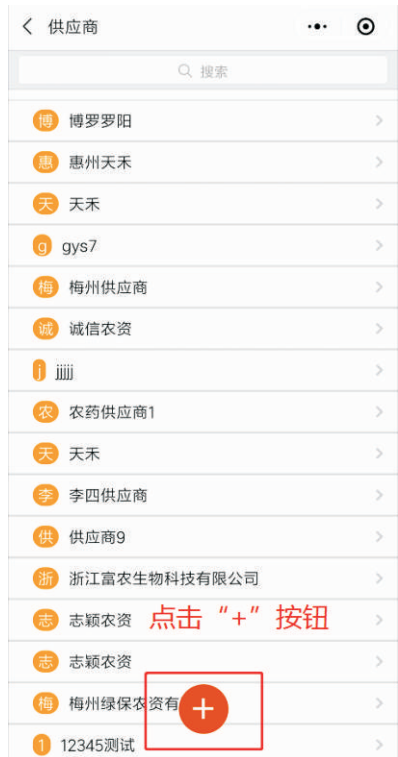 供应商
搜索
博 博罗罗阳
惠 惠州天禾
天 天禾
g gys7
梅 梅州供应商
诚 诚信农资
j jjjjj
农 农药供应商1
天 天禾
李 李四供应商
供 供应商9
浙 浙江富农生物科技有限公司
志 志颖农资 点击“+”按钮
志 志颖农资
梅 梅州绿保农资有
1 12345测试